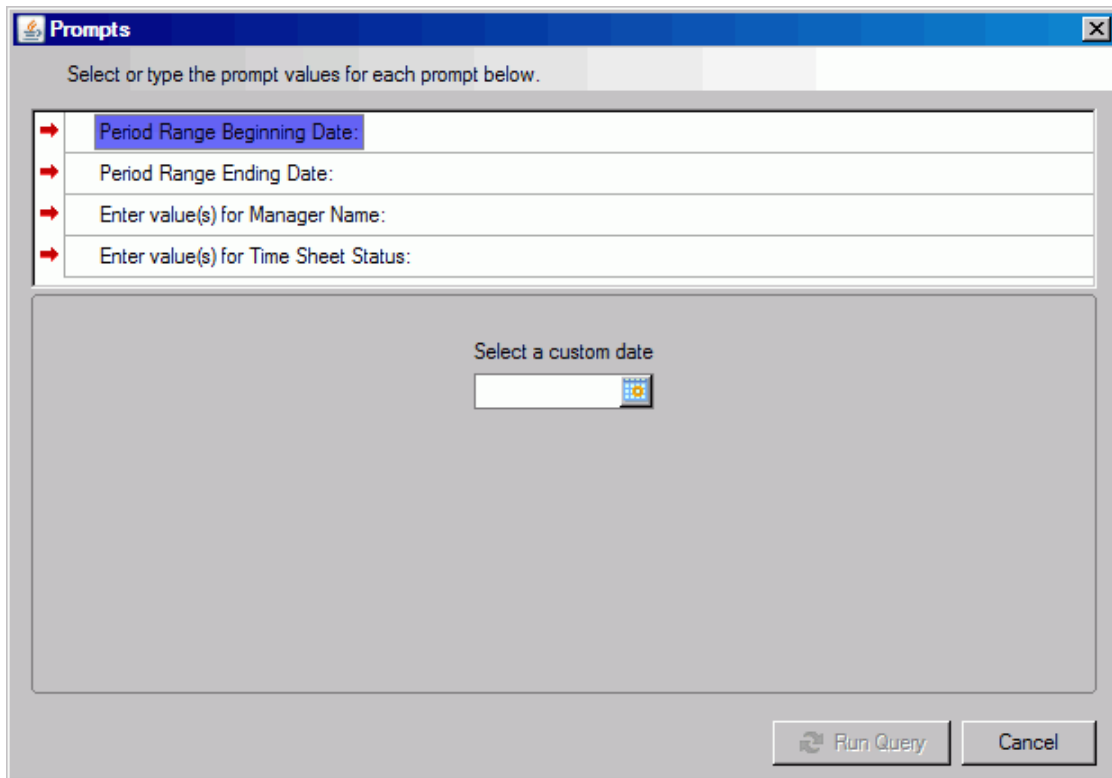 Prompts
Select or type the prompt values for each prompt below.
Period Range Beginning Date:
Period Range Ending Date:
Enter value(s) for Manager Name:
Enter value(s) for Time Sheet Status:
Select a custom date
Run Query
Cancel